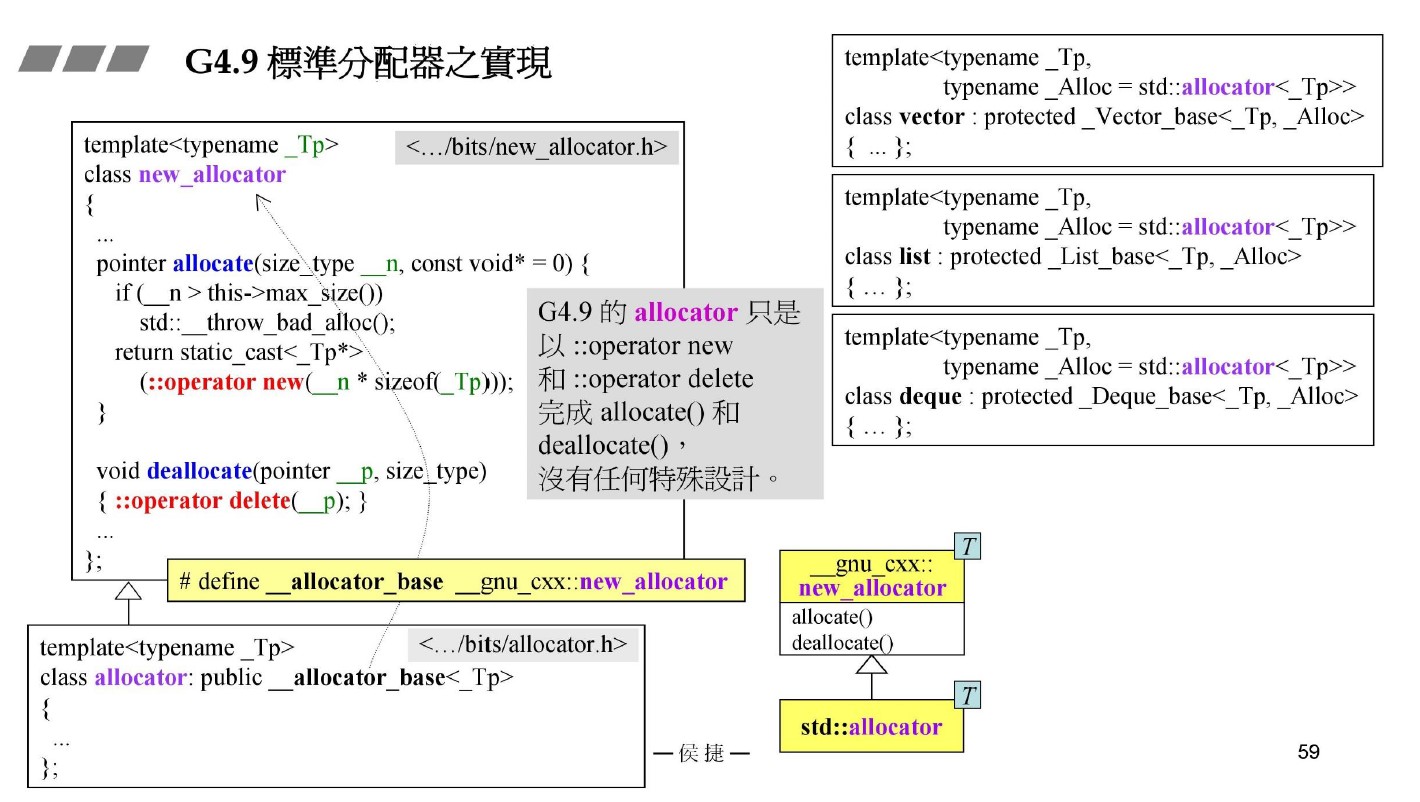 G4.9 標準分配器之實現
template<typename _Tp>
<…/bits/new_allocator.h>
class new_allocator
{
...
pointer allocate(size_type __n, const void* = 0) {
if (__n > this->max_size())
std::__throw_bad_alloc();
return static_cast<_Tp*>
(::operator new(__n * sizeof(_Tp)));
}
void deallocate(pointer __p, size_type)
{ ::operator delete(__p); }
...
};
# define __allocator_base __gnu_cxx::new_allocator
template<typename _Tp>
<…/bits/allocator.h>
class allocator: public __allocator_base<_Tp>
{
...
};
G4.9 的 allocator 只是
以 ::operator new
和 ::operator delete
完成 allocate() 和
deallocate()，
沒有任何特殊設計。
template<typename _Tp,
typename _Alloc = std::allocator<_Tp>>
class vector : protected _Vector_base<_Tp, _Alloc>
{ ... };
template<typename _Tp,
typename _Alloc = std::allocator<_Tp>>
class list : protected _List_base<_Tp, _Alloc>
{ … };
template<typename _Tp,
typename _Alloc = std::allocator<_Tp>>
class deque : protected _Deque_base<_Tp, _Alloc>
{ … };
T
__gnu_cxx::
new_allocator
allocate()
deallocate()
T
std::allocator
— 侯捷 —
59